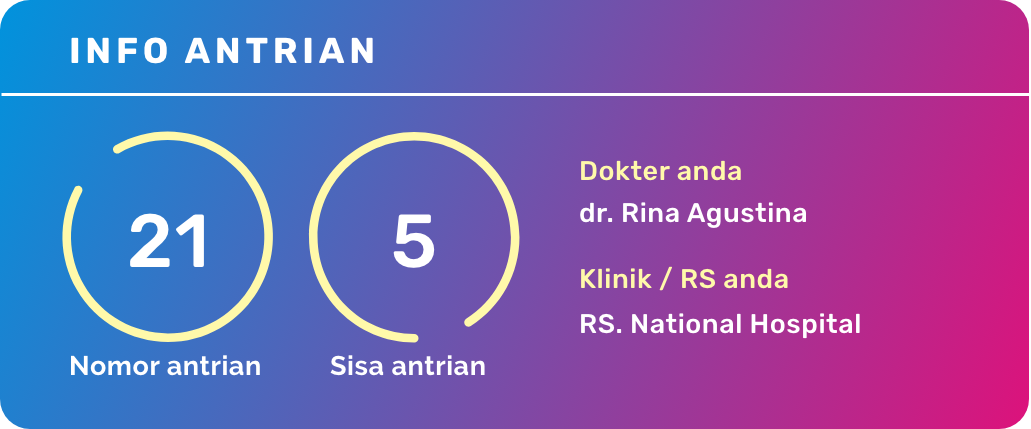 INFO ANTRIAN
21
Nomor antrian
5
Sisa antrian
Dokter anda
dr. Rina Agustina
Klinik / RS anda
RS. National Hospital